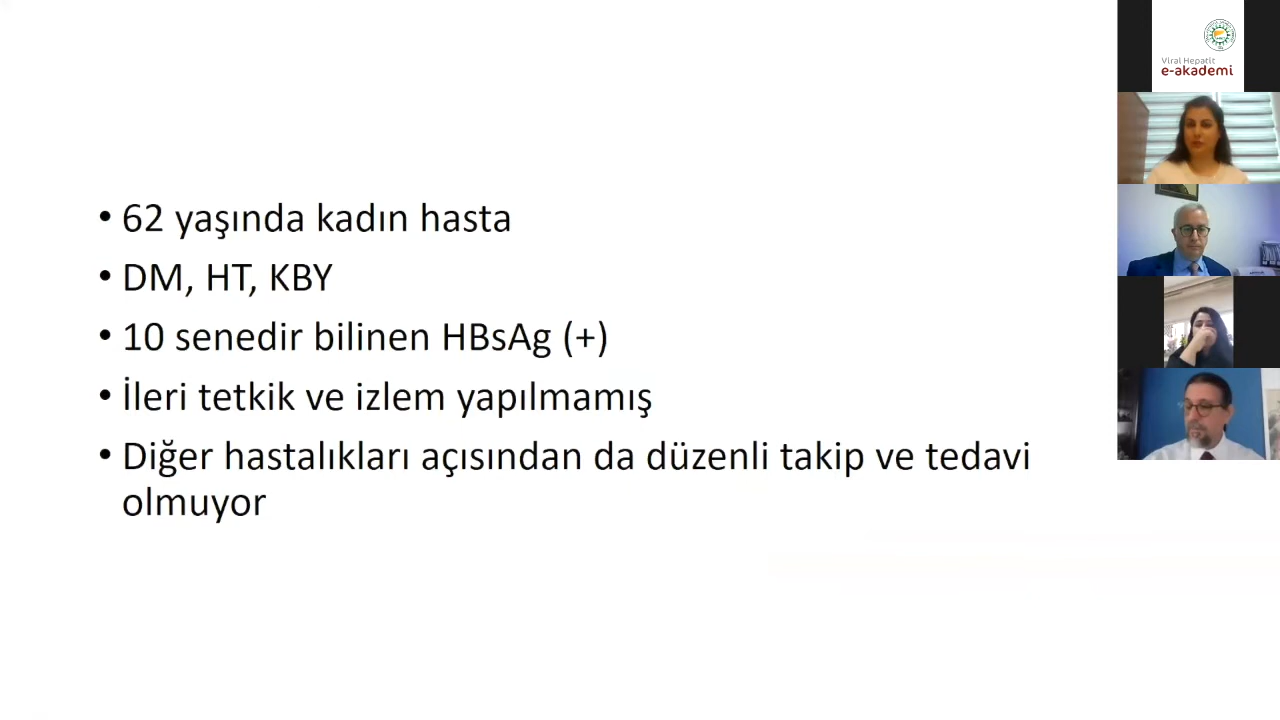 • 62 yaşında kadın hasta
• DM, HT, KBY
• 10 senedir bilinen HBsAg (+)
• İleri tetkik ve izlem yapılmamış
• Diğer hastalıkları açısından da düzenli takip ve tedavi
olmuyor
Viral Hepatit
e-akademi